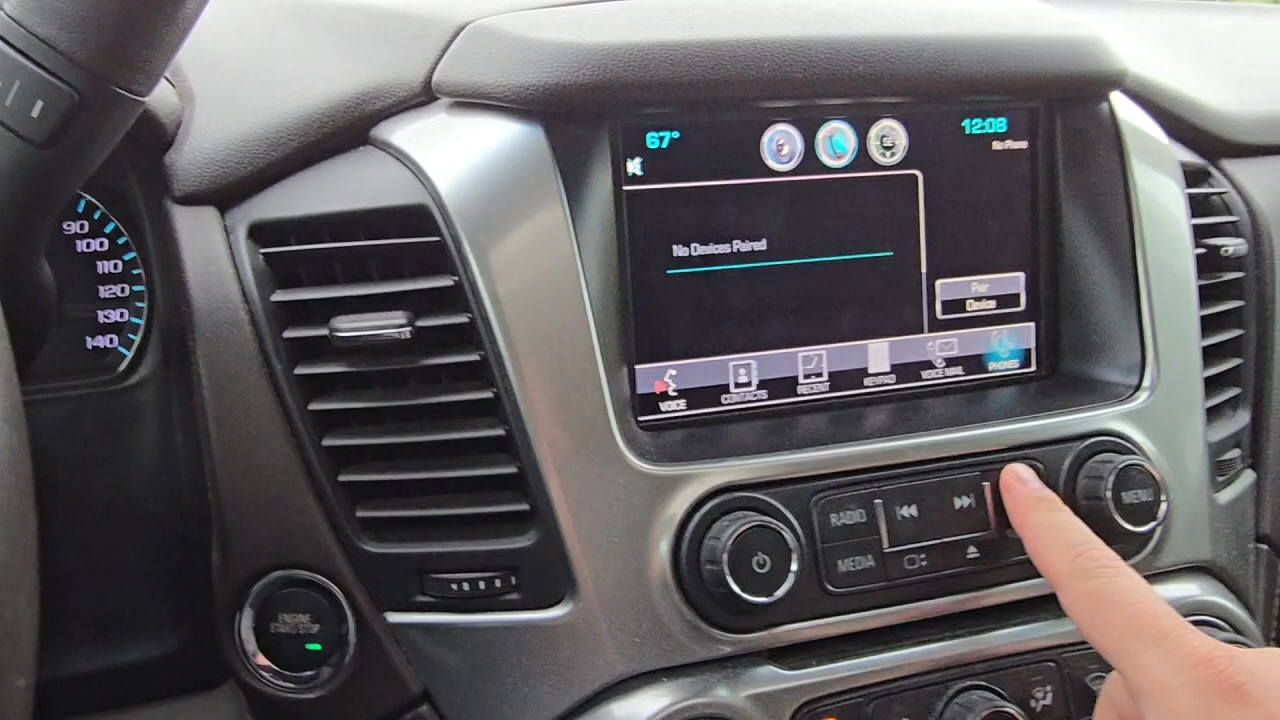 67°
12:08
No Phone
No Devices Paired
Pair
Device
VOICE
CONTACTS
RECENT
KEYPAD
VOICE MAIL
PHONES
90
100
110
120
130
140
RADIO
MEDIA
MENU
ENGINE
START/STOP